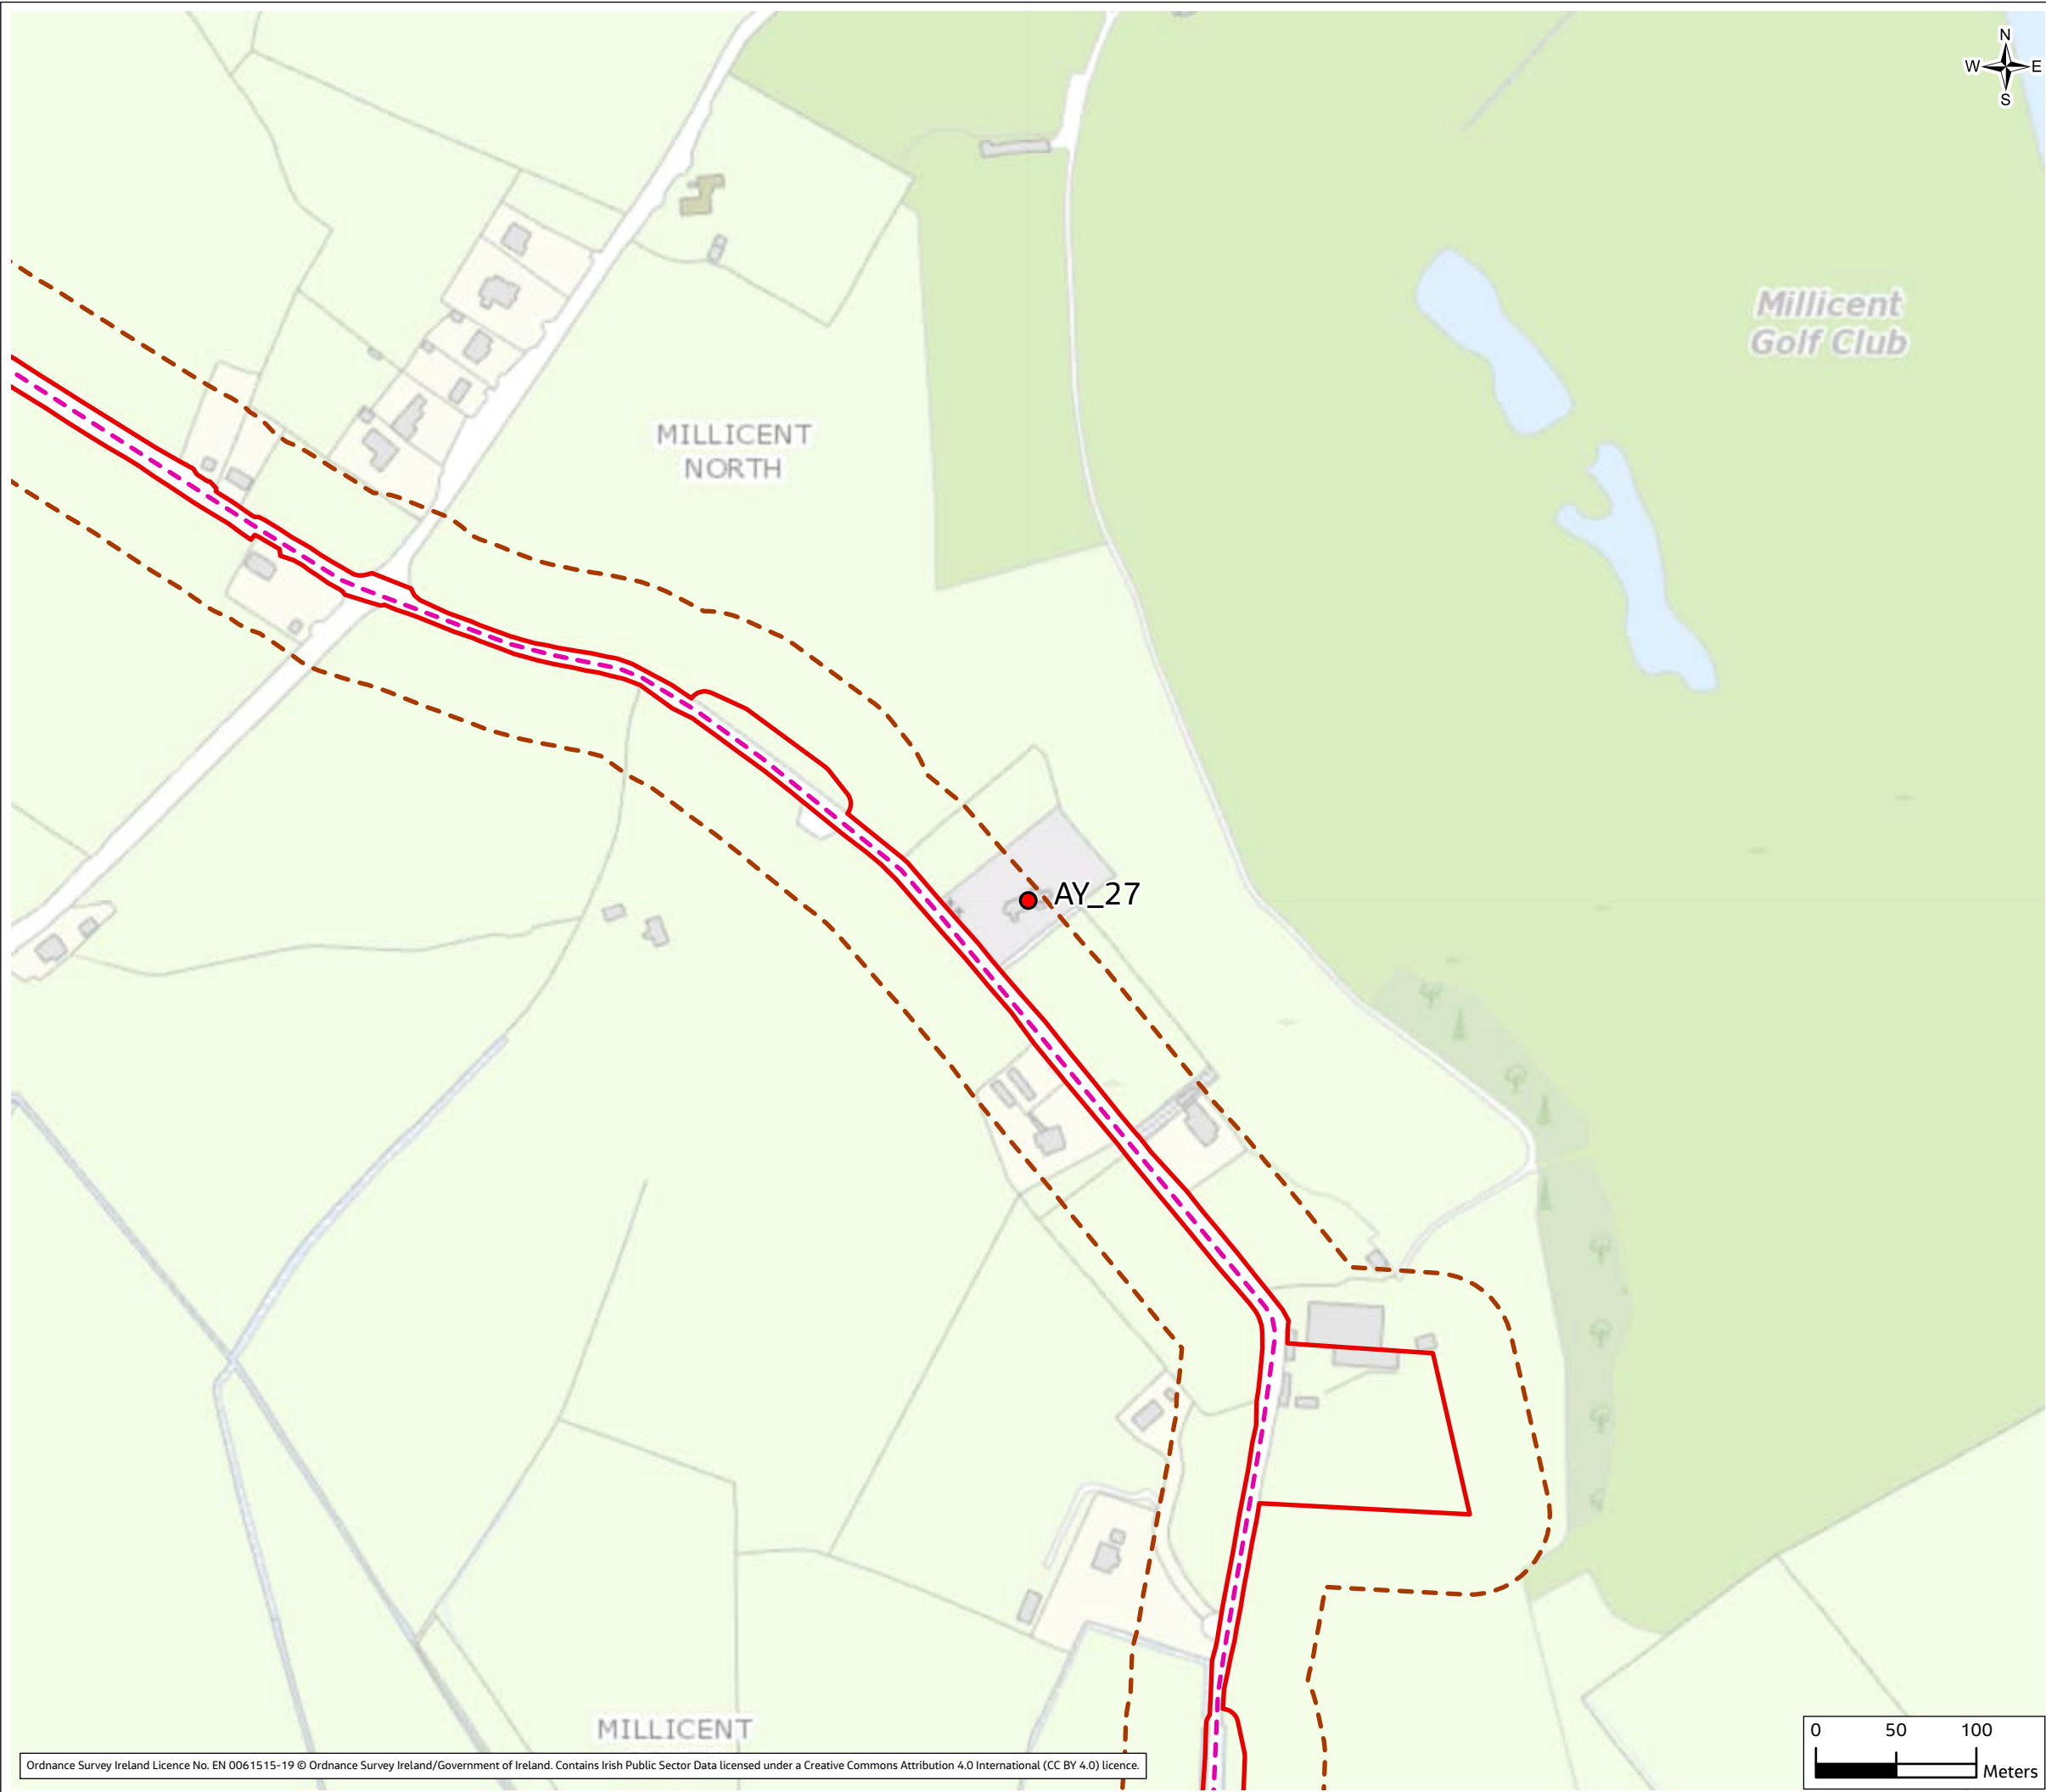 N
W E
S
Millicent
Golf Club
MILLICENT
NORTH
AY_27
MILLICENT
0 50 100
Meters
Ordnance Survey Ireland Licence No. EN 0061515-19 © Ordnance Survey Ireland/Government of Ireland. Contains Irish Public Sector Data licensed under a Creative Commons Attribution 4.0 International (CC BY 4.0) licence.